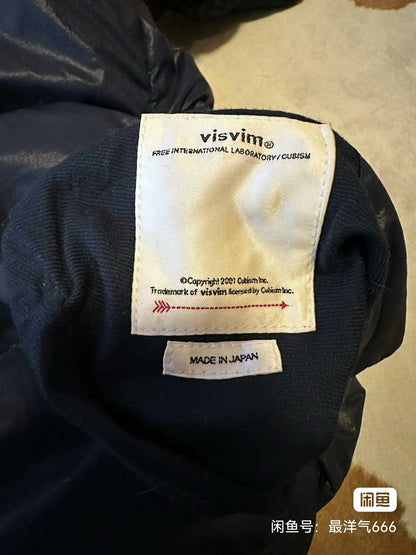 visvim®
FREE INTERNATIONAL LABORATORY / CUBISM
©Copyright 2001 Cubism Inc.
Trademark of visvim licensed by Cubism Inc.
MADE IN JAPAN
闲鱼
闲鱼号：最洋气666